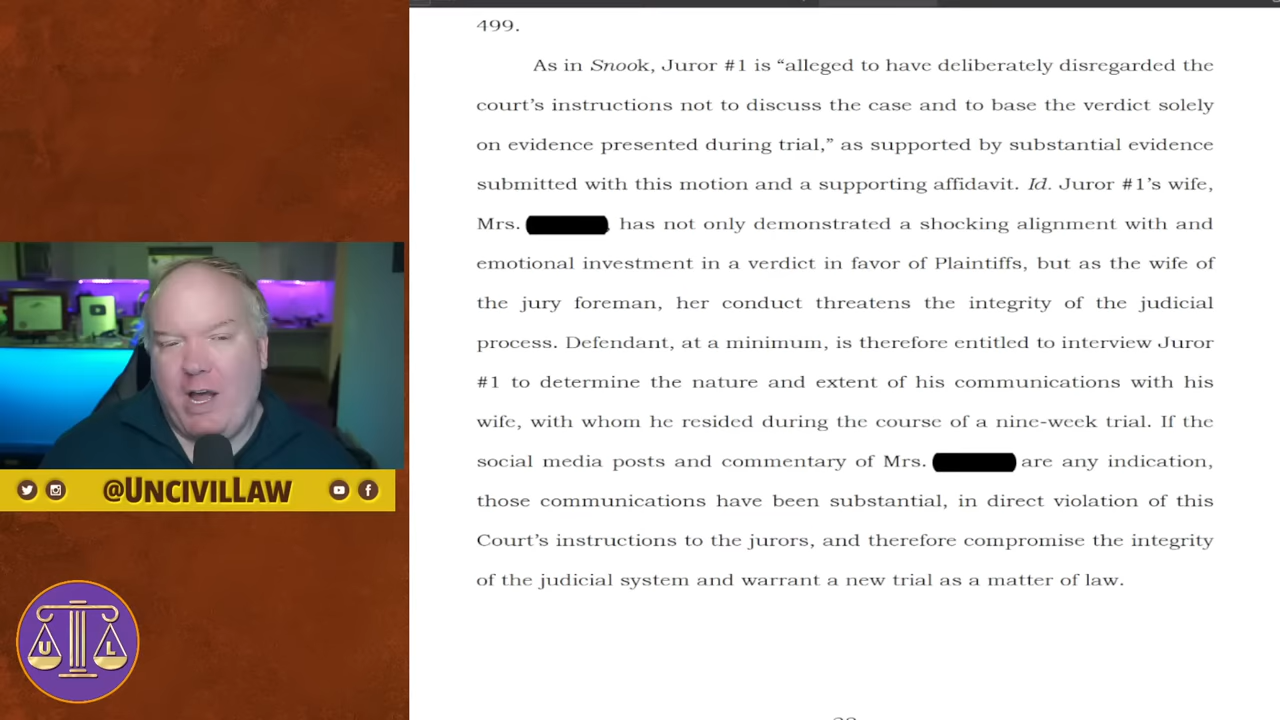 499.
As in Snook, Juror #1 is “alleged to have deliberately disregarded the
court’s instructions not to discuss the case and to base the verdict solely
on evidence presented during trial,” as supported by substantial evidence
submitted with this motion and a supporting affidavit. Id. Juror #1’s wife,
Mrs. , has not only demonstrated a shocking alignment with and
emotional investment in a verdict in favor of Plaintiffs, but as the wife of
the jury foreman, her conduct threatens the integrity of the judicial
process. Defendant, at a minimum, is therefore entitled to interview Juror
#1 to determine the nature and extent of his communications with his
wife, with whom he resided during the course of a nine-week trial. If the
social media posts and commentary of Mrs. are any indication,
those communications have been substantial, in direct violation of this
Court’s instructions to the jurors, and therefore compromise the integrity
of the judicial system and warrant a new trial as a matter of law.
@UNCIVILLAW
U L